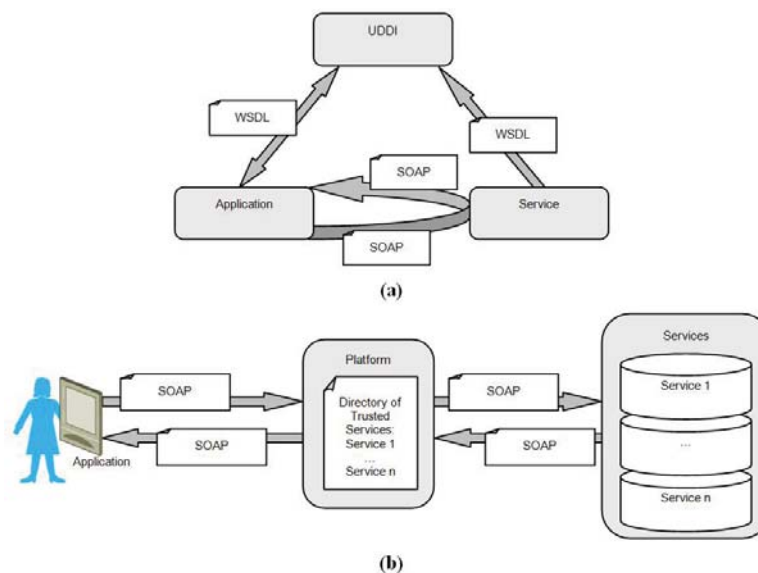 UDDI
WSDL
WSDL
SOAP
Application
Service
SOAP
(a)
Services
Platform
SOAP
SOAP
Service 1
Directory of
Trusted
Services:
Service 1
...
Service n
SOAP
SOAP
...
Application
Service n
(b)